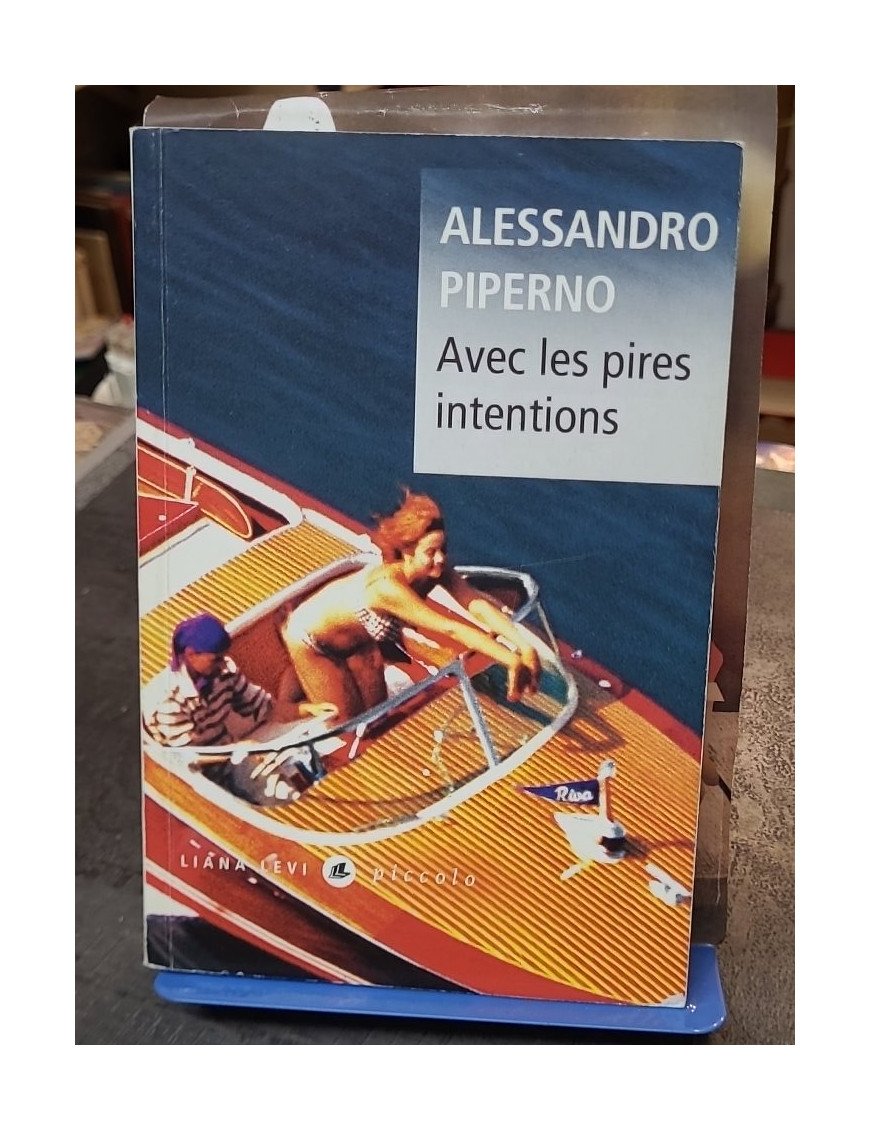 ALESSANDRO
PIPERNO
Avec les pires
intentions
Riva
LIANA LEVI piccolo